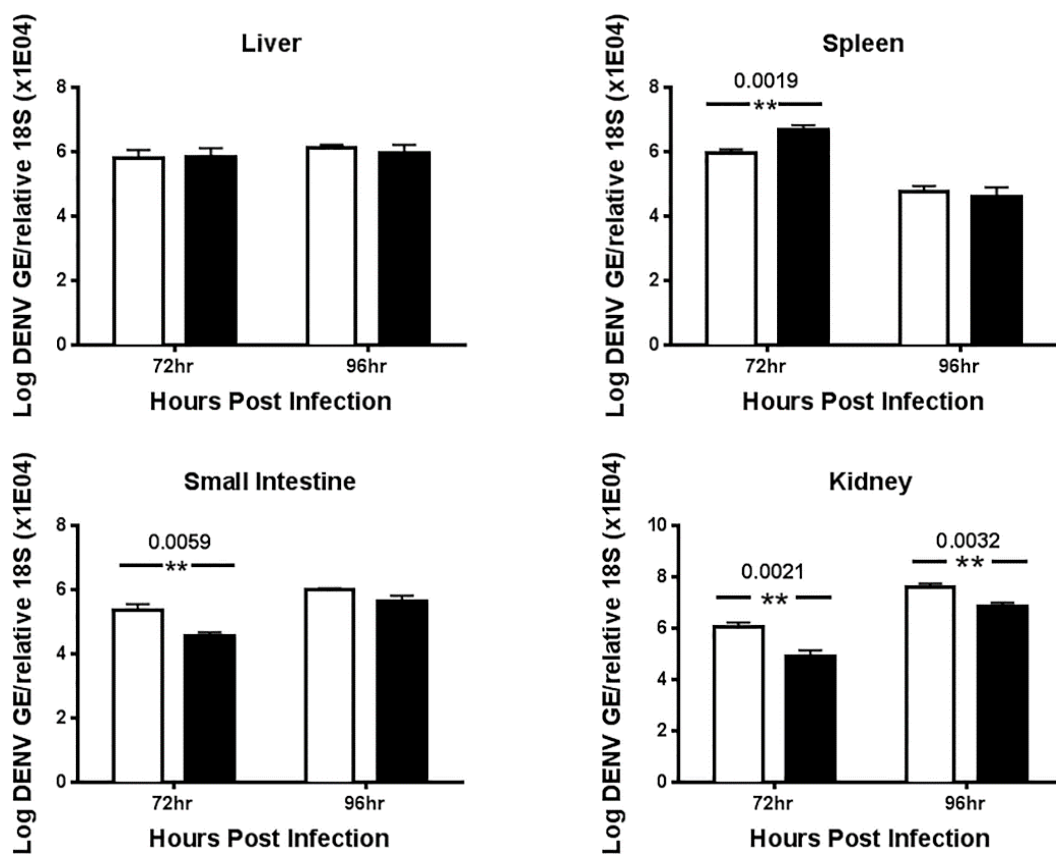 Liver
Log DENV GE/relative 18S (x1E04)
8
6
4
2
0
72hr
96hr
Hours Post Infection
Spleen
Log DENV GE/relative 18S (x1E04)
8
6
4
2
0
0.0019
**
72hr
96hr
Hours Post Infection
Small Intestine
Log DENV GE/relative 18S (x1E04)
8
6
4
2
0
0.0059
**
72hr
96hr
Hours Post Infection
Kidney
Log DENV GE/relative 18S (x1E04)
10
8
6
4
2
0
0.0021
**
0.0032
**
72hr
96hr
Hours Post Infection